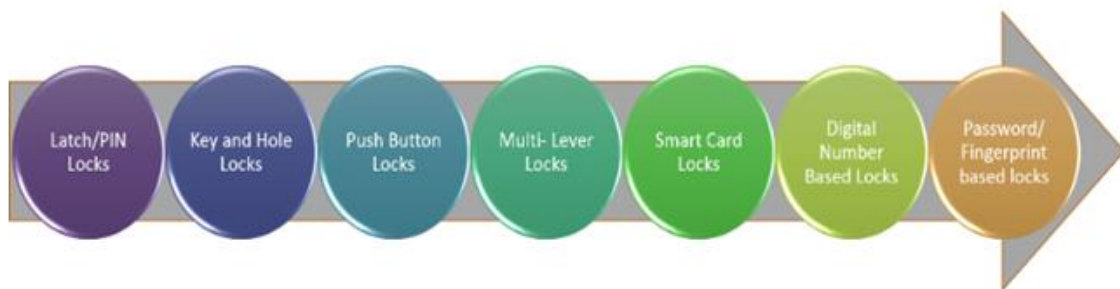 Latch/PIN
Locks
Key and Hole
Locks
Push Button
Locks
Multi- Lever
Locks
Smart Card
Locks
Digital
Number
Based Locks
Password/
Fingerprint
based locks